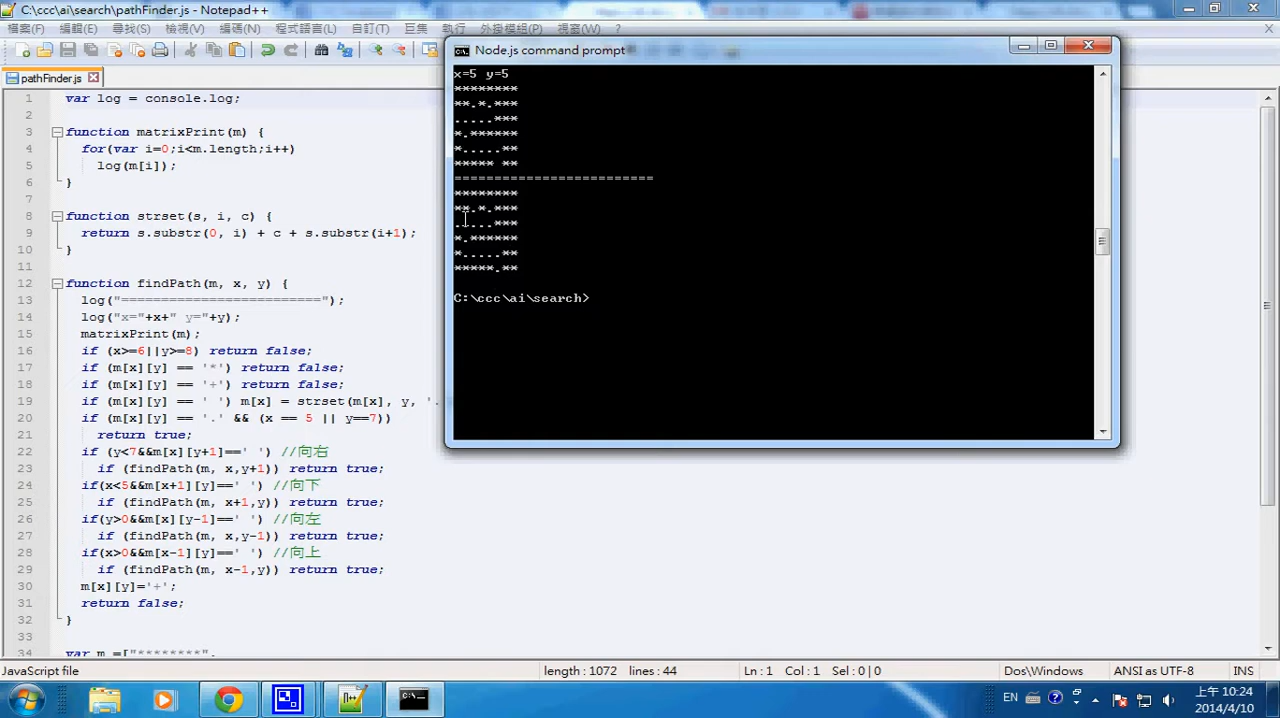 C:\ccc\ai\search\pathFinder.js - Notepad++
檔案(F) 編輯(E) 尋找(S) 檢視(V) 編碼(N) 程式語言(L) 自訂(T) 巨集 執行 外掛模組(P) 視窗(W) ?
pathFinder.js
1 var log = console.log;
2
3 function matrixPrint(m) {
4 for(var i=0;i<m.length;i++)
5 log(m[i]);
6 }
7
8 function strset(s, i, c) {
9 return s.substr(0, i) + c + s.substr(i+1);
10 }
11
12 function findPath(m, x, y) {
13 log("=========================");
14 log("x="+x+" y="+y);
15 matrixPrint(m);
16 if (x>=6||y>=8) return false;
17 if (m[x][y] == '*') return false;
18 if (m[x][y] == '+') return false;
19 if (m[x][y] == ' ') m[x] = strset(m[x], y, '.
20 if (m[x][y] == '.' && (x == 5 || y==7))
21 return true;
22 if (y<7&&m[x][y+1]==' ') //向右
23 if (findPath(m, x,y+1)) return true;
24 if(x<5&&m[x+1][y]==' ') //向下
25 if (findPath(m, x+1,y)) return true;
26 if(y>0&&m[x][y-1]==' ') //向左
27 if (findPath(m, x,y-1)) return true;
28 if(x>0&&m[x-1][y]==' ') //向上
29 if (findPath(m, x-1,y)) return true;
30 m[x][y]='+';
31 return false;
32 }
33
34 var m =["********",
Node.js command prompt
x=5 y=5
********
**.*.***
.....***
*.******
*.....**
***** **
=========================
********
**.*.***
.....***
*.******
*.....**
*****.**
C:\ccc\ai\search>
JavaScript file length : 1072 lines : 44 Ln : 1 Col : 1 Sel : 0 | 0 Dos\Windows ANSI as UTF-8 INS
EN 上午 10:24
2014/4/10